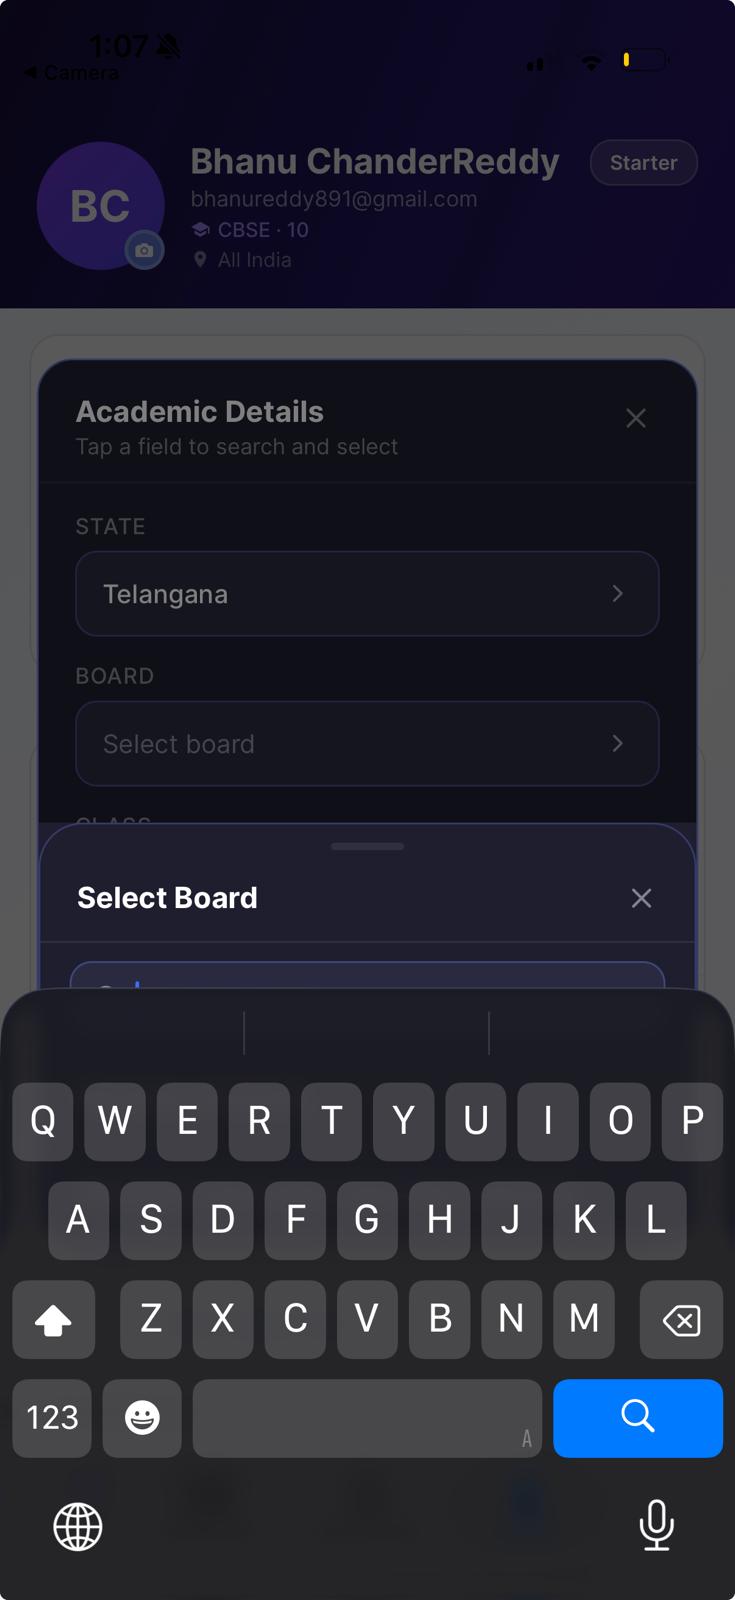 1:07
◀ Camera
BC
Bhanu ChanderReddy
Starter
bhanureddy891@gmail.com
CBSE · 10
All India
Academic Details
Tap a field to search and select
STATE
Telangana
BOARD
Select board
CLASS
Select Board
Q W E R T Y U I O P
A S D F G H J K L
Z X C V B N M
123
A